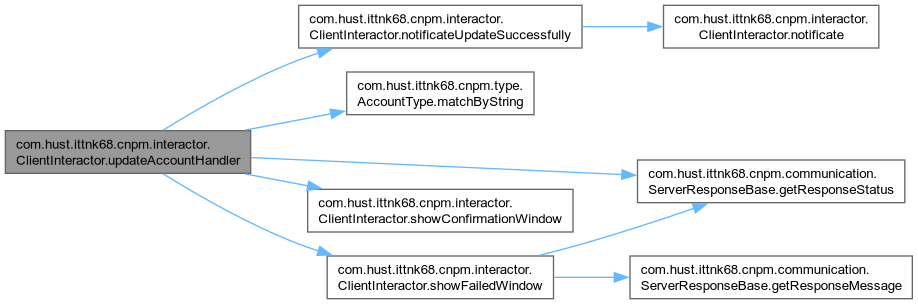 com.hust.ittnk68.cnpm.interactor.
ClientInteractor.updateAccountHandler
com.hust.ittnk68.cnpm.interactor.
ClientInteractor.notificateUpdateSuccessfully
com.hust.ittnk68.cnpm.interactor.
ClientInteractor.notificate
com.hust.ittnk68.cnpm.type.
AccountType.matchByString
com.hust.ittnk68.cnpm.communication.
ServerResponseBase.getResponseStatus
com.hust.ittnk68.cnpm.interactor.
ClientInteractor.showConfirmationWindow
com.hust.ittnk68.cnpm.interactor.
ClientInteractor.showFailedWindow
com.hust.ittnk68.cnpm.communication.
ServerResponseBase.getResponseMessage